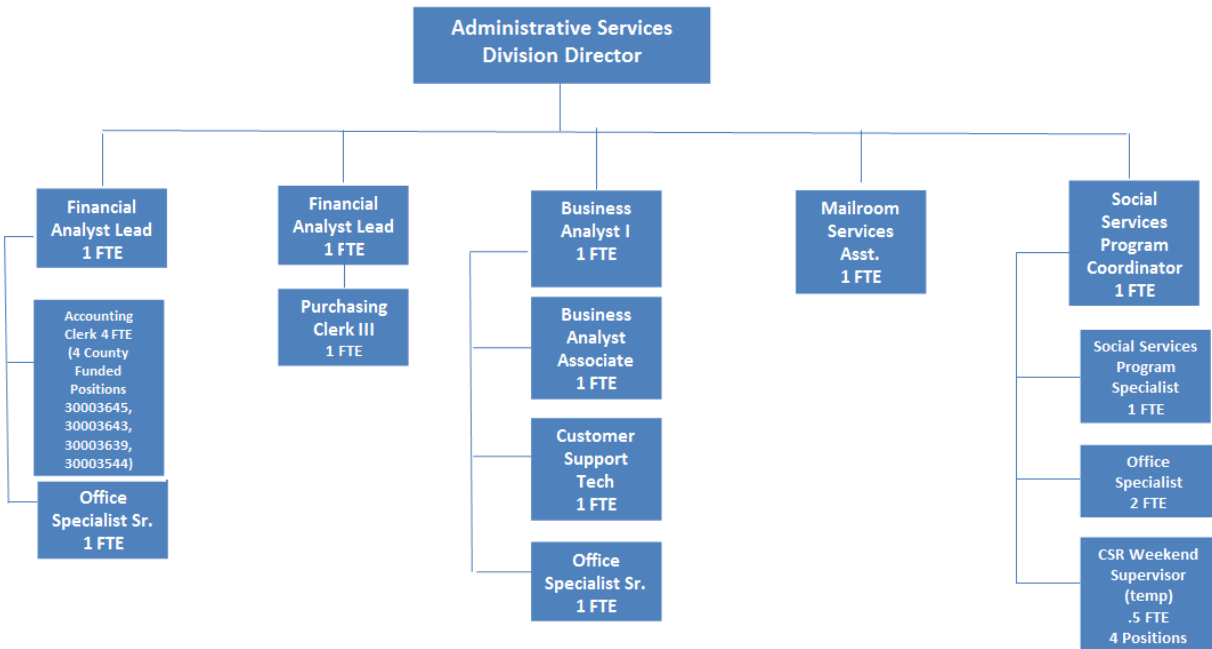 Administrative Services
Division Director
Financial
Analyst Lead
1 FTE
Accounting
Clerk 4 FTE
(4 County
Funded
Positions
30003645,
30003643,
30003639,
30003544)
Office
Specialist Sr.
1 FTE
Financial
Analyst Lead
1 FTE
Purchasing
Clerk III
1 FTE
Business
Analyst I
1 FTE
Business
Analyst
Associate
1 FTE
Customer
Support
Tech
1 FTE
Office
Specialist Sr.
1 FTE
Mailroom
Services
Asst.
1 FTE
Social
Services
Program
Coordinator
1 FTE
Social Services
Program
Specialist
1 FTE
Office
Specialist
2 FTE
CSR Weekend
Supervisor
(temp)
.5 FTE
4 Positions